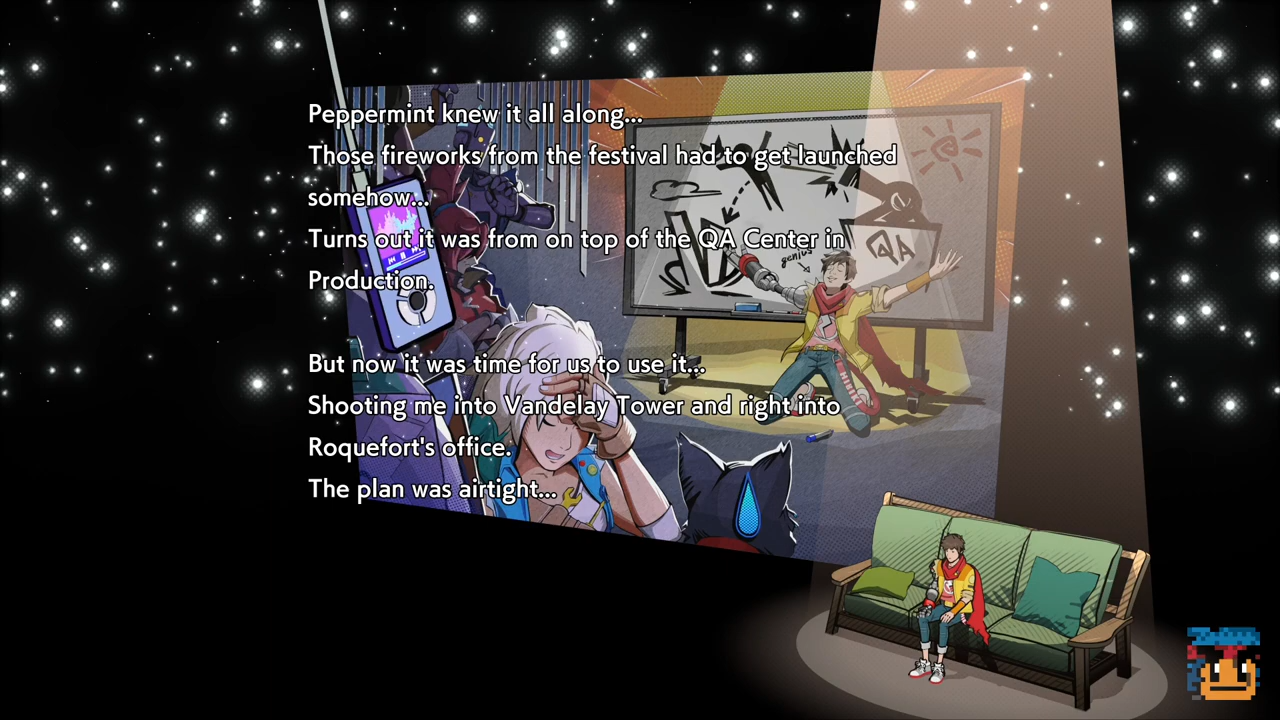 Peppermint knew it all along...
Those fireworks from the festival had to get launched
somehow...
Turns out it was from on top of the QA Center in
Production.
But now it was time for us to use it...
Shooting me into Vandelay Tower and right into
Roquefort's office.
The plan was airtight...
QA
genius